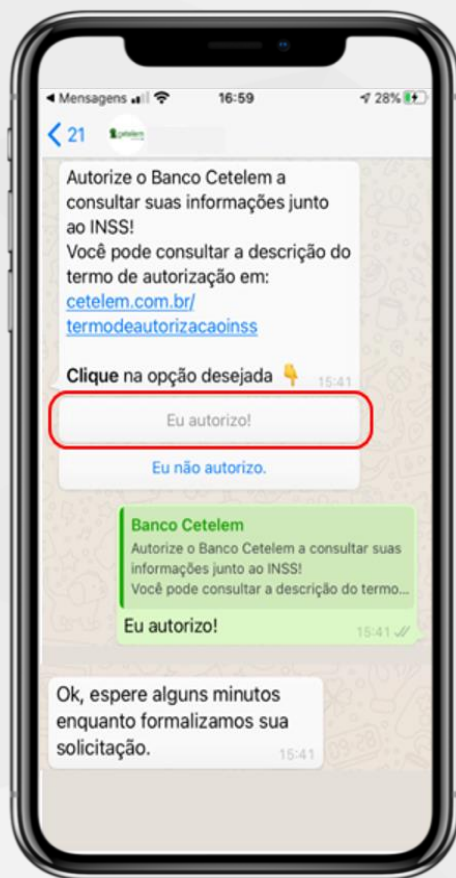 Mensagens 16:59 28%
21 cetelem
Autorize o Banco Cetelem a
consultar suas informações junto
ao INSS!
Você pode consultar a descrição do
termo de autorização em:
cetelem.com.br/
termodeautorizacaoinss
Clique na opção desejada 👇 15:41
Eu autorizo!
Eu não autorizo.
Banco Cetelem
Autorize o Banco Cetelem a consultar suas
informações junto ao INSS!
Você pode consultar a descrição do termo...
Eu autorizo!
15:41
Ok, espere alguns minutos
enquanto formalizamos sua
solicitação.
15:41